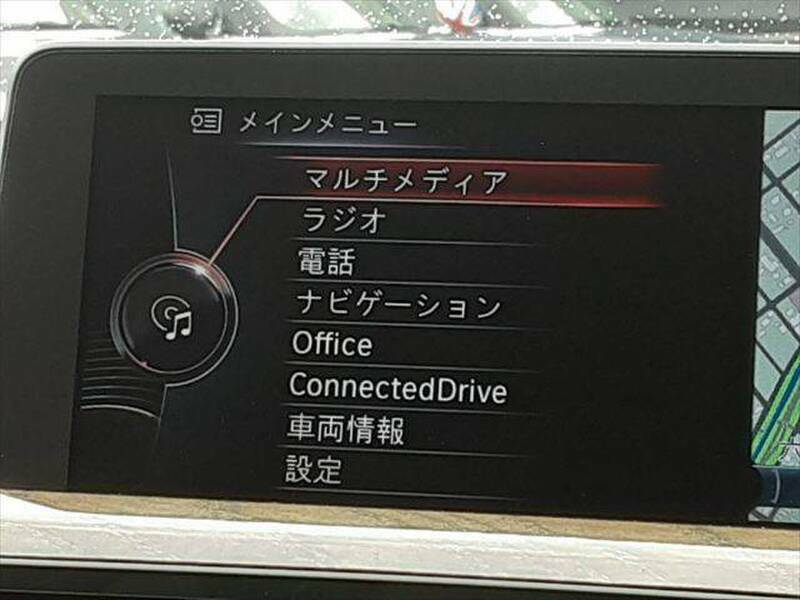 メインメニュー
マルチメディア
ラジオ
電話
ナビゲーション
Office
ConnectedDrive
車両情報
設定